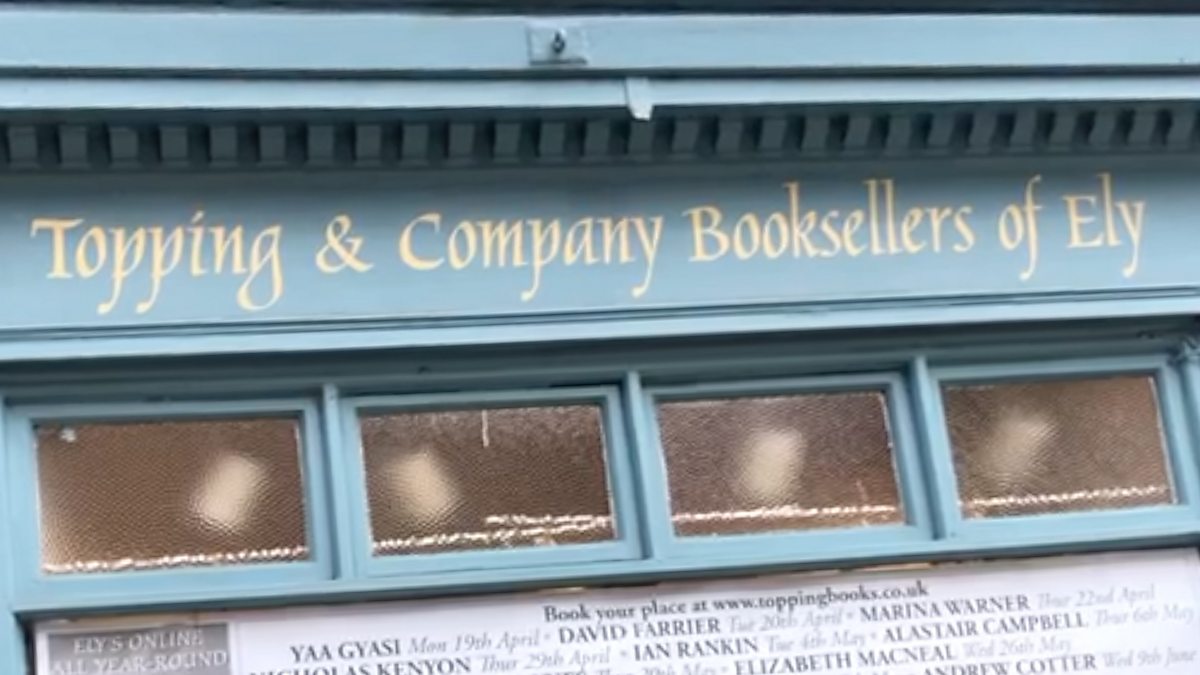 Topping & Company Booksellers of Ely
Book your place at www.toppingbooks.co.uk
ELY'S ONLINE
ALL YEAR-ROUND
YAA GYASI Mon 19th April • DAVID FARRIER Tue 20th April • MARINA WARNER Thur 22nd April
NICHOLAS KENYON Thur 29th April • IAN RANKIN Tue 4th May • ALASTAIR CAMPBELL Thur 6th May
Thur 20th May • ELIZABETH MACNEAL Wed 26th May
ANDREW COTTER Wed 9th June